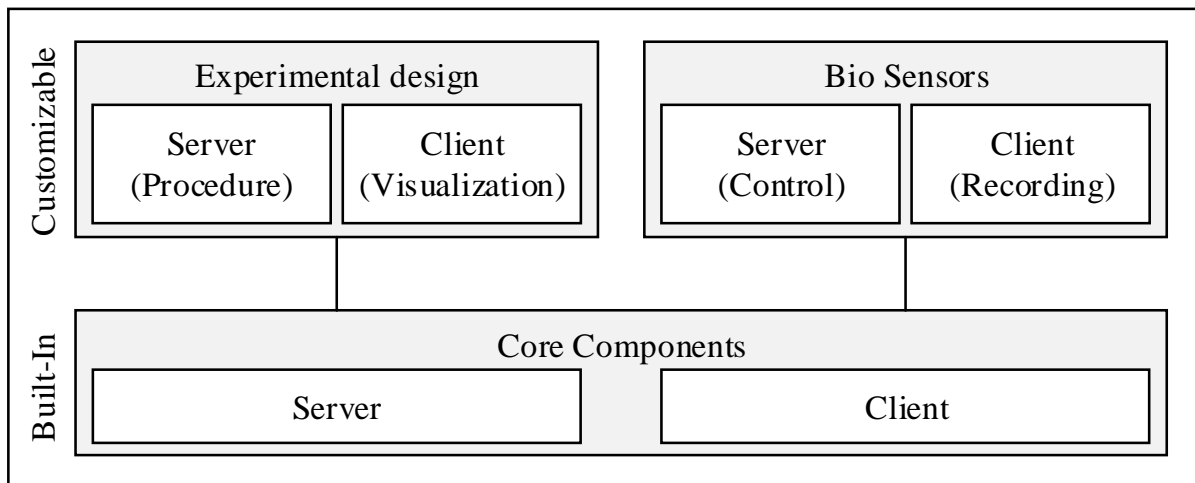 Customizable
Experimental design
Server
(Procedure)
Client
(Visualization)
Bio Sensors
Server
(Control)
Client
(Recording)
Built-In
Core Components
Server
Client